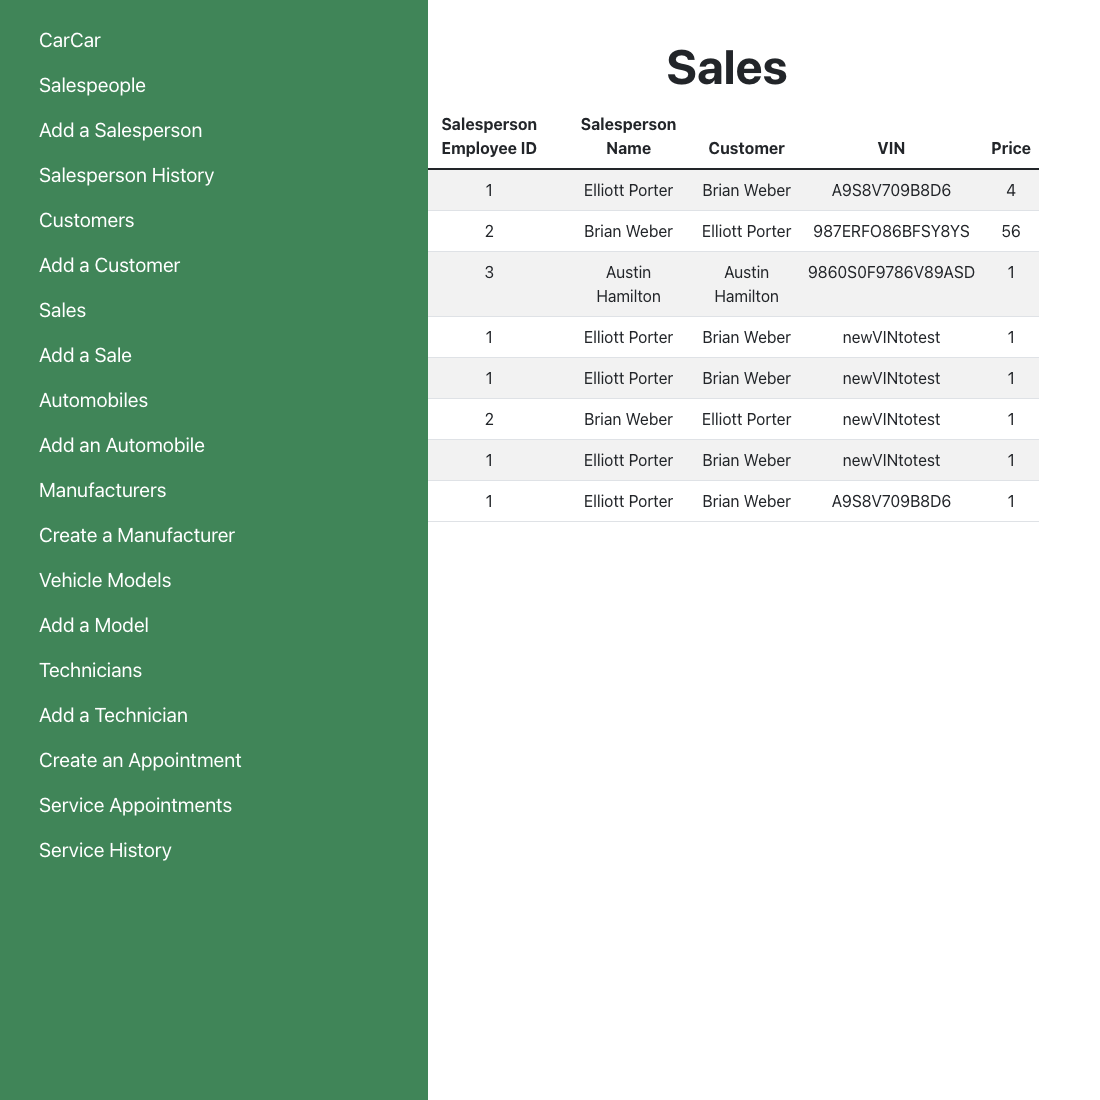 CarCar
Salespeople
Add a Salesperson
Salesperson History
Customers
Add a Customer
Sales
Add a Sale
Automobiles
Add an Automobile
Manufacturers
Create a Manufacturer
Vehicle Models
Add a Model
Technicians
Add a Technician
Create an Appointment
Service Appointments
Service History
Sales
Salesperson Employee ID Salesperson Name Customer VIN Price
1 Elliott Porter Brian Weber A9S8V709B8D6 4
2 Brian Weber Elliott Porter 987ERFO86BFSY8YS 56
3 Austin Hamilton Austin Hamilton 9860S0F9786V89ASD 1
1 Elliott Porter Brian Weber newVINtotest 1
1 Elliott Porter Brian Weber newVINtotest 1
2 Brian Weber Elliott Porter newVINtotest 1
1 Elliott Porter Brian Weber newVINtotest 1
1 Elliott Porter Brian Weber A9S8V709B8D6 1